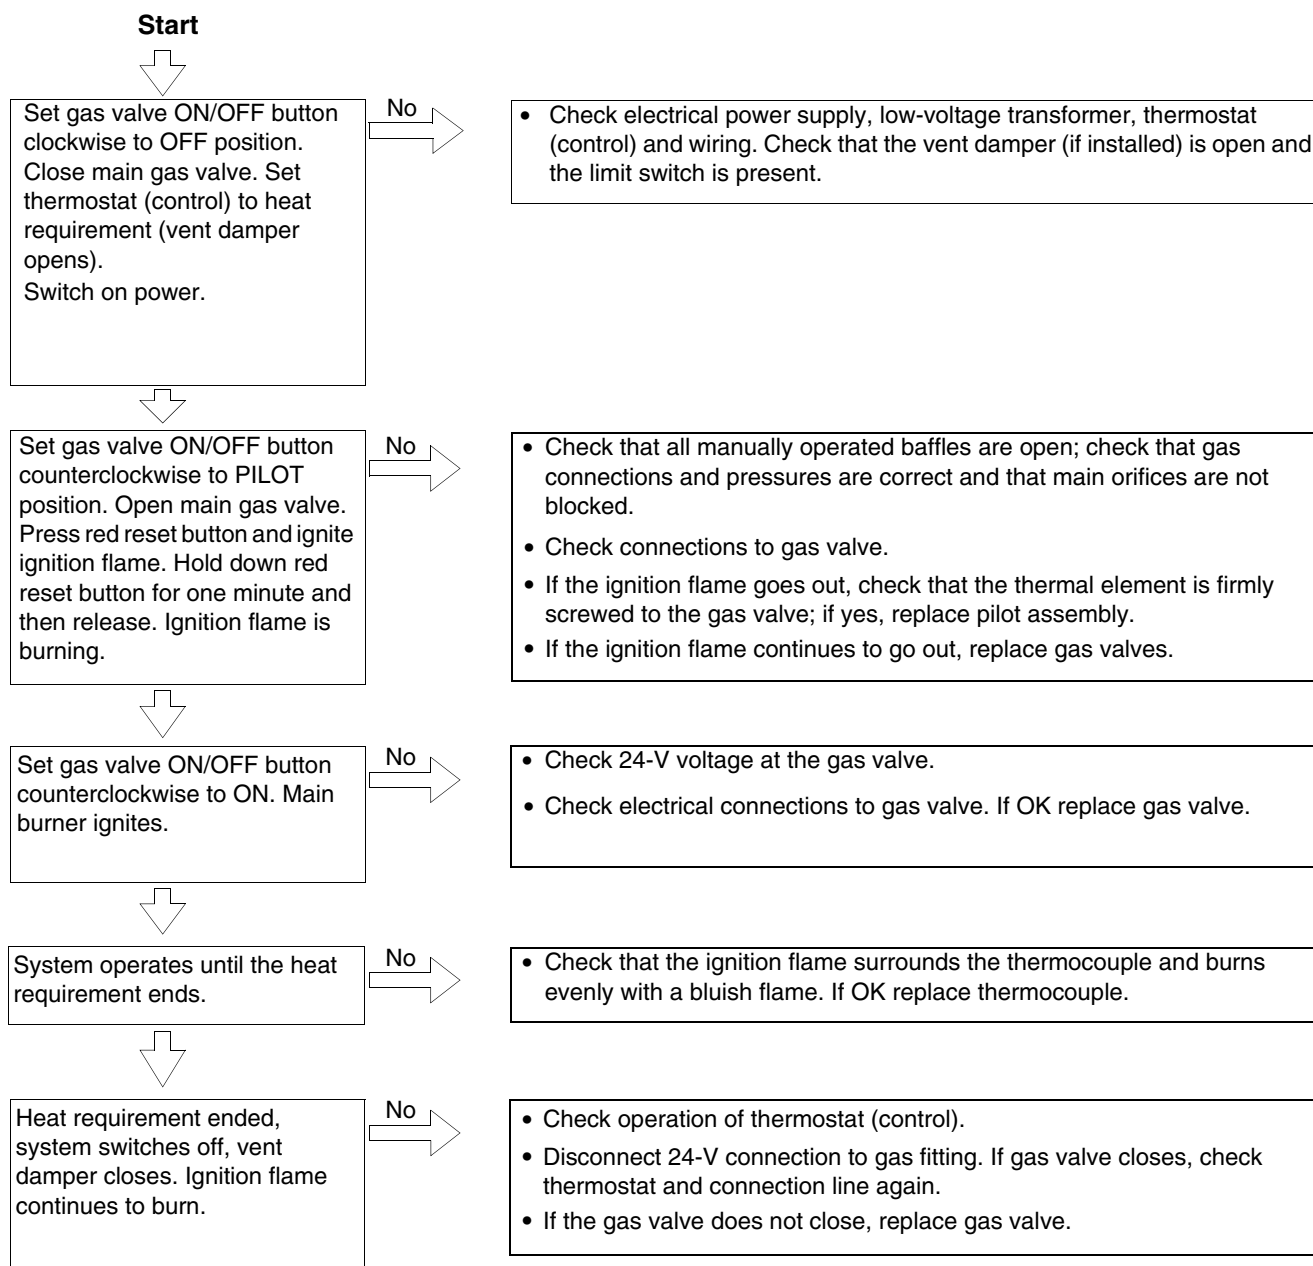 Start
Set gas valve ON/OFF button
clockwise to OFF position.
Close main gas valve. Set
thermostat (control) to heat
requirement (vent damper
opens).
Switch on power.
No
• Check electrical power supply, low-voltage transformer, thermostat
(control) and wiring. Check that the vent damper (if installed) is open and
the limit switch is present.
Set gas valve ON/OFF button
counterclockwise to PILOT
position. Open main gas valve.
Press red reset button and ignite
ignition flame. Hold down red
reset button for one minute and
then release. Ignition flame is
burning.
No
• Check that all manually operated baffles are open; check that gas
connections and pressures are correct and that main orifices are not
blocked.
• Check connections to gas valve.
• If the ignition flame goes out, check that the thermal element is firmly
screwed to the gas valve; if yes, replace pilot assembly.
• If the ignition flame continues to go out, replace gas valves.
Set gas valve ON/OFF button
counterclockwise to ON. Main
burner ignites.
No
• Check 24-V voltage at the gas valve.
• Check electrical connections to gas valve. If OK replace gas valve.
System operates until the heat
requirement ends.
No
• Check that the ignition flame surrounds the thermocouple and burns
evenly with a bluish flame. If OK replace thermocouple.
Heat requirement ended,
system switches off, vent
damper closes. Ignition flame
continues to burn.
No
• Check operation of thermostat (control).
• Disconnect 24-V connection to gas fitting. If gas valve closes, check
thermostat and connection line again.
• If the gas valve does not close, replace gas valve.